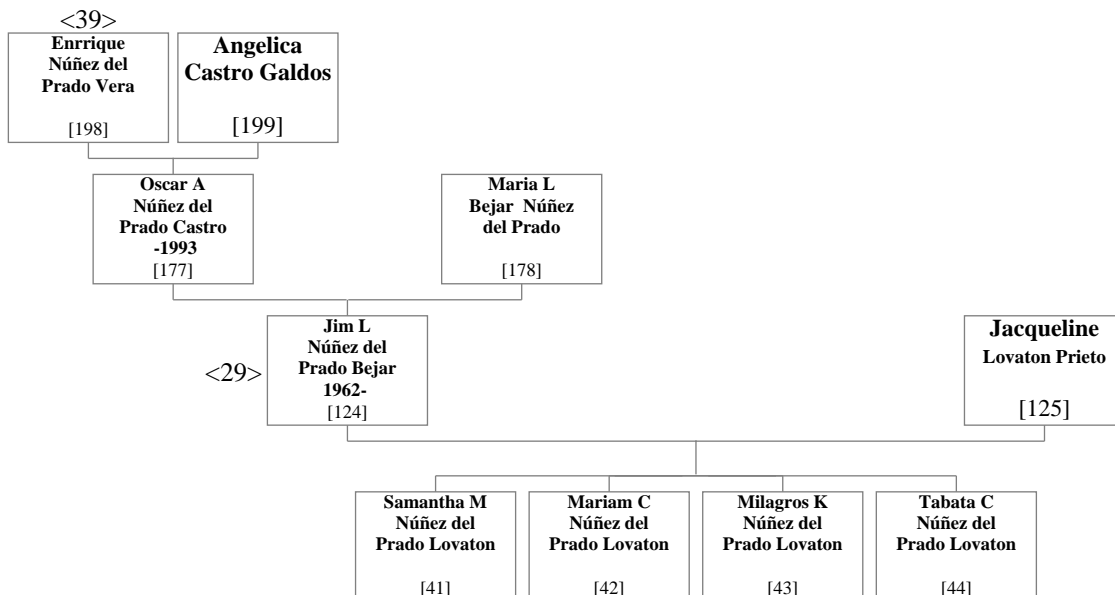 <39>
Enrrique
Núñez del
Prado Vera
[198]
Angelica
Castro Galdos
[199]
Oscar A
Núñez del
Prado Castro
-1993
[177]
Maria L
Bejar Núñez
del Prado
[178]
<29>
Jim L
Núñez del
Prado Bejar
1962-
[124]
Jacqueline
Lovaton Prieto
[125]
Samantha M
Núñez del
Prado Lovaton
[41]
Mariam C
Núñez del
Prado Lovaton
[42]
Milagros K
Núñez del
Prado Lovaton
[43]
Tabata C
Núñez del
Prado Lovaton
[44]